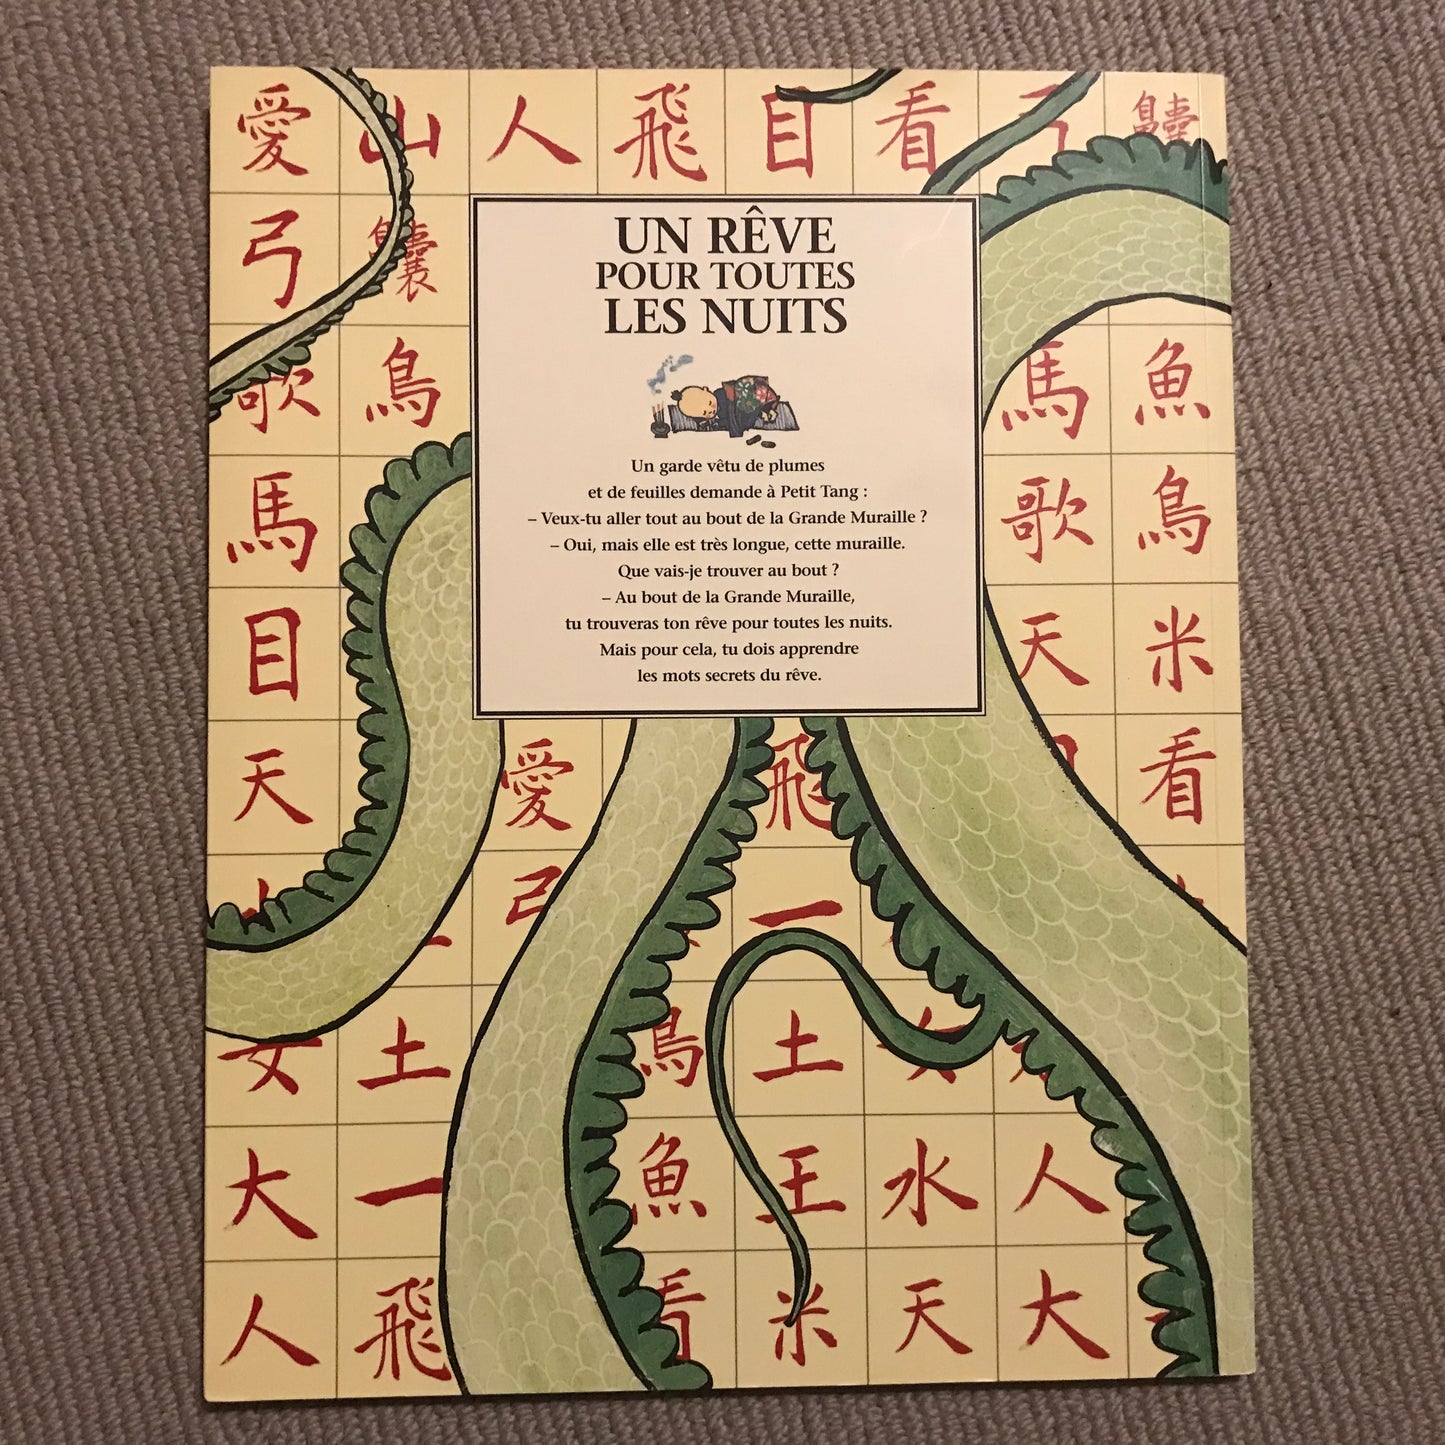 愛 山 人 飛 目 看 弓 齉
弓 齉
歌 鳥 馬 魚
馬 歌 鳥
目 天 米
天 愛 飛 看
一
女 土 鳥 土 女
大 一 魚 王 水 人
人 飛 看 米 天 大
UN RÊVE
POUR TOUTES
LES NUITS
Un garde vêtu de plumes
et de feuilles demande à Petit Tang :
– Veux-tu aller tout au bout de la Grande Muraille ?
– Oui, mais elle est très longue, cette muraille.
Que vais-je trouver au bout ?
– Au bout de la Grande Muraille,
tu trouveras ton rêve pour toutes les nuits.
Mais pour cela, tu dois apprendre
les mots secrets du rêve.